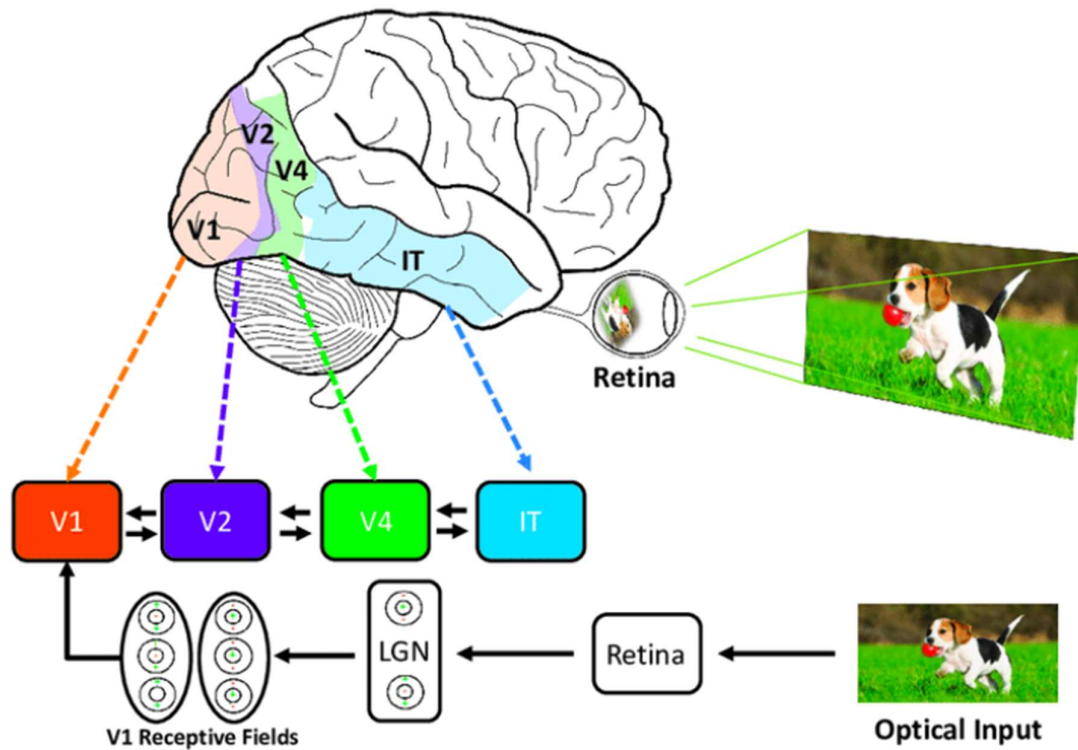 V2
V4
V1
IT
Retina
V1
V2
V4
IT
LGN
Retina
V1 Receptive Fields
Optical Input